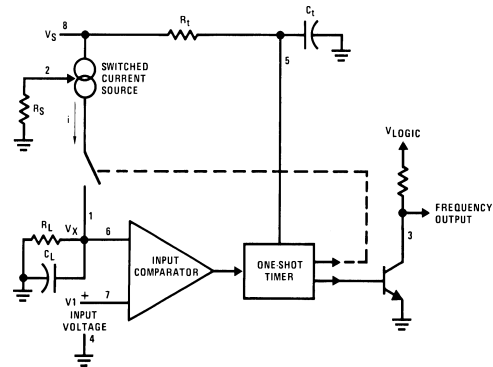 8
VS
Rt
Ct
5
2
SWITCHED
CURRENT
SOURCE
RS
i
VLOGIC
FREQUENCY
OUTPUT
3
1
RL
VX
6
CL
INPUT
COMPARATOR
ONE-SHOT
TIMER
V1
+
7
INPUT
VOLTAGE
4